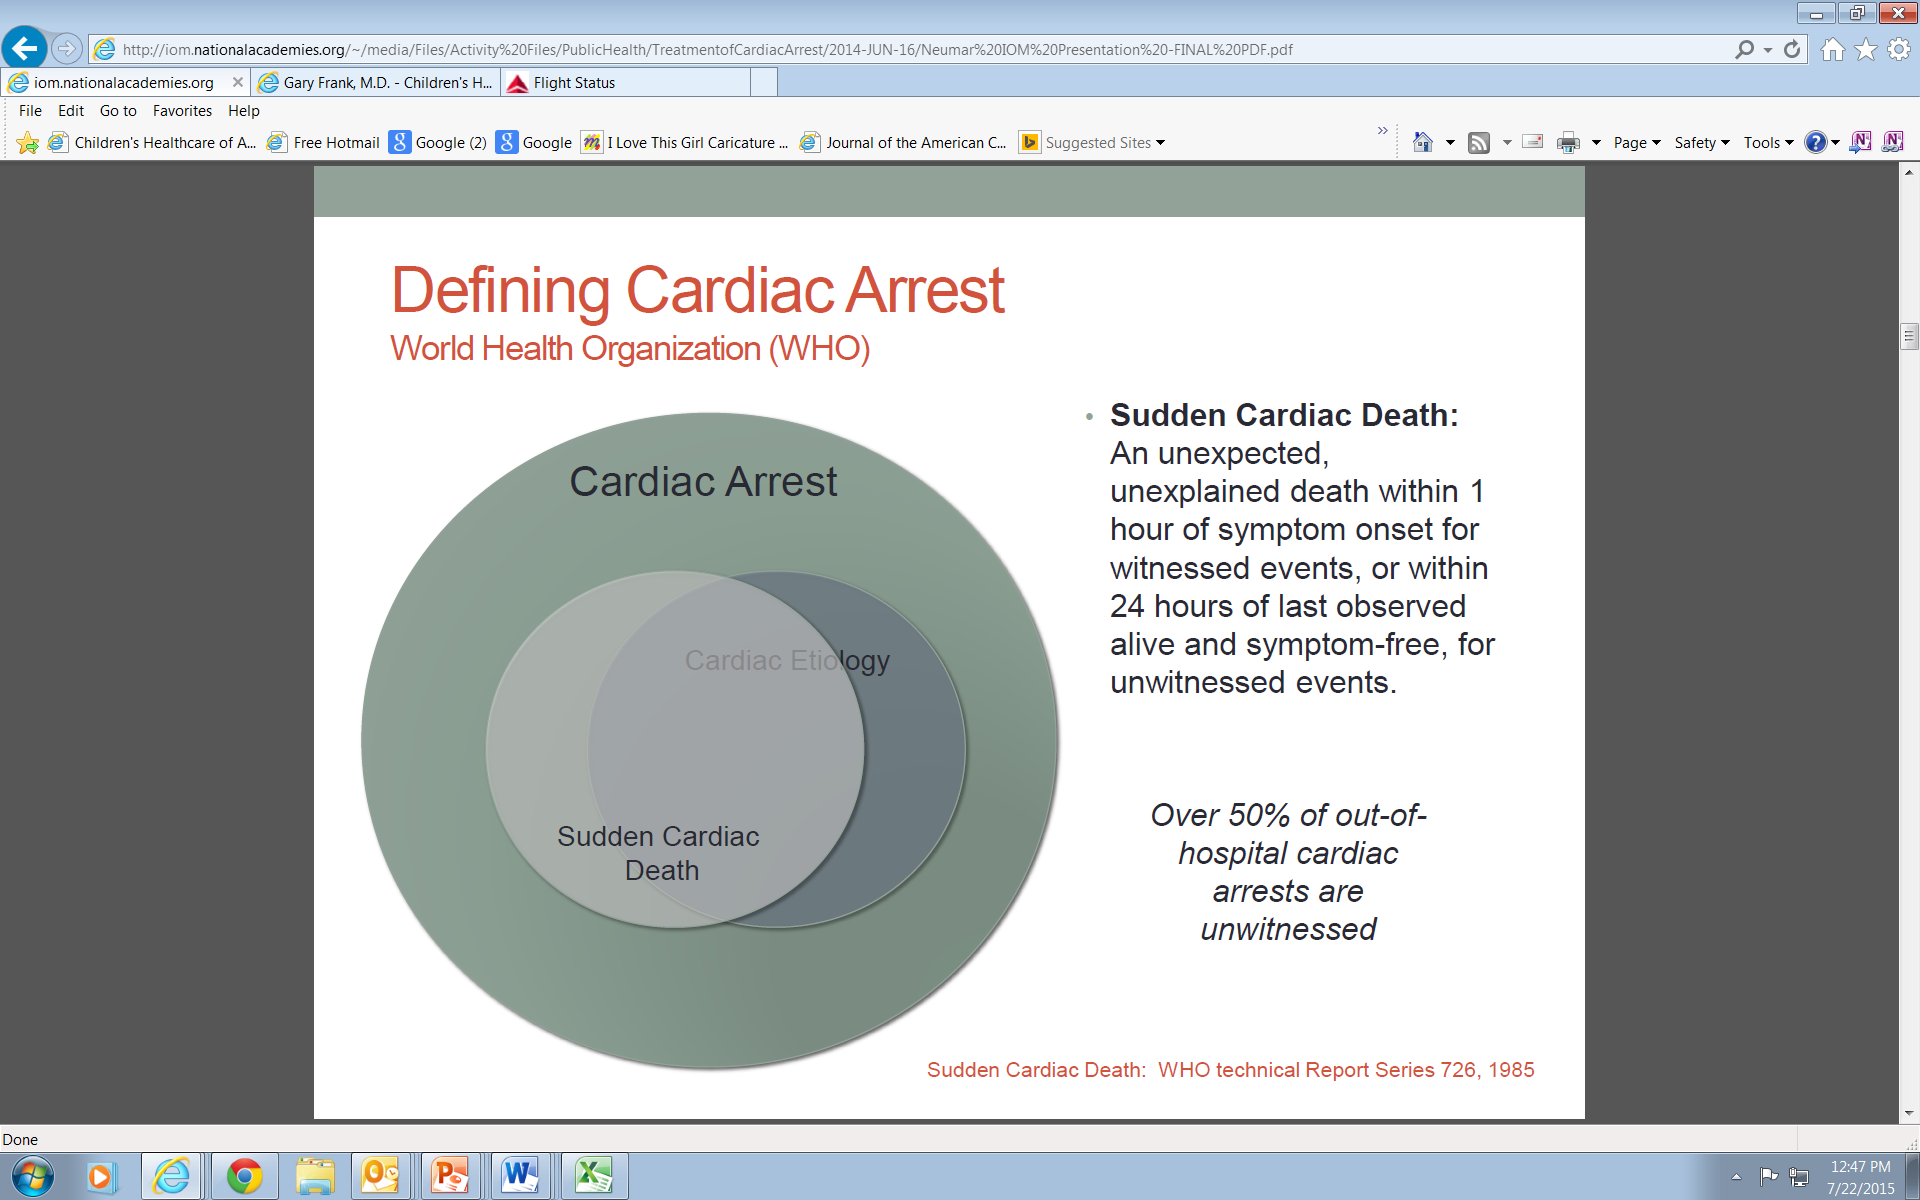 http://iom.nationalacademies.org/~/media/Files/Activity%20Files/PublicHealth/TreatmentofCardiacArrest/2014-JUN-16/Neumar%20IOM%20Presentation%20-FINAL%20PDF.pdf
iom.nationalacademies.org
Gary Frank, M.D. - Children's H...
Flight Status
File Edit Go to Favorites Help
Children's Healthcare of A... Free Hotmail Google (2) Google I Love This Girl Caricature ... Journal of the American C... Suggested Sites Page Safety Tools
Defining Cardiac Arrest
World Health Organization (WHO)
Cardiac Arrest
Cardiac Etiology
Sudden Cardiac
Death
• Sudden Cardiac Death:
An unexpected,
unexplained death within 1
hour of symptom onset for
witnessed events, or within
24 hours of last observed
alive and symptom-free, for
unwitnessed events.
Over 50% of out-of-
hospital cardiac
arrests are
unwitnessed
Sudden Cardiac Death: WHO technical Report Series 726, 1985
Done
12:47 PM
7/22/2015